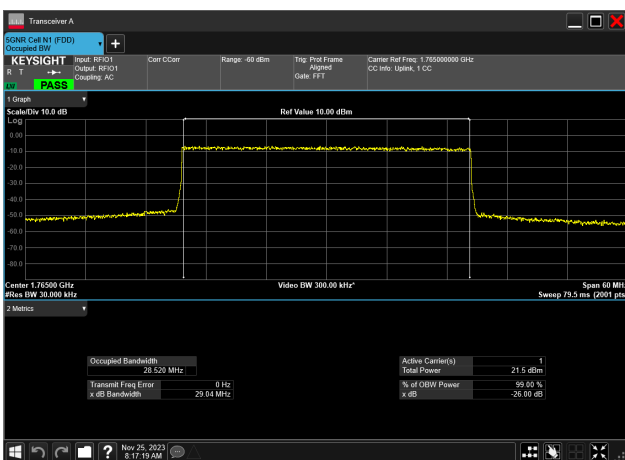 Transceiver A
5GNR Cell N1 (FDD)
Occupied BW
KEYSIGHT
R T
PASS
Input: RFIO1
Output: RFIO1
Coupling: AC
Corr CCorr
Range: -60 dBm
Trig: Prot Frame
Aligned
Gate: FFT
Carrier Ref Freq: 1.765000000 GHz
CC Info: Uplink, 1 CC
1 Graph
Scale/Div 10.0 dB
Ref Value 10.00 dBm
Log
0.00
-10.0
-20.0
-30.0
-40.0
-50.0
-60.0
-70.0
-80.0
Center 1.76500 GHz
Video BW 300.00 kHz*
Span 60 MH
#Res BW 30.000 kHz
Sweep 79.5 ms (2001 pts
2 Metrics
Occupied Bandwidth
28.520 MHz
Active Carrier(s) 1
Total Power 21.5 dBm
Transmit Freq Error 0 Hz
x dB Bandwidth 29.04 MHz
% of OBW Power 99.00 %
x dB -26.00 dB
Nov 25, 2023
8:17:19 AM